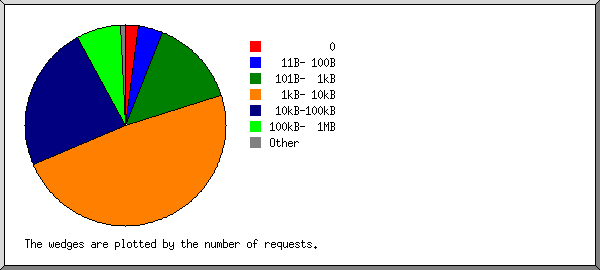 0
11B- 100B
101B- 1kB
1kB- 10kB
10kB-100kB
100kB- 1MB
Other
The wedges are plotted by the number of requests.